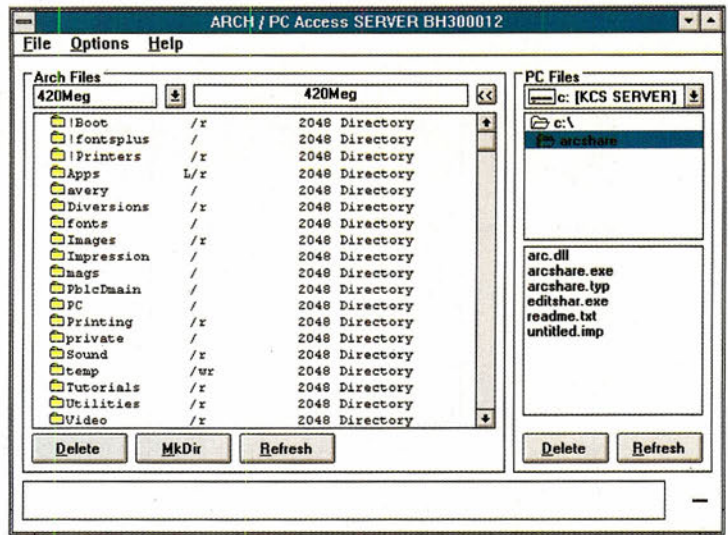 ARCH / PC Access SERVER BH300012
File Options Help
Arch Files
420Meg 420Meg <<
!Boot /r 2048 Directory
!fontsplus / 2048 Directory
!Printers /r 2048 Directory
Apps L/r 2048 Directory
avery / 2048 Directory
Diversions /r 2048 Directory
fonts / 2048 Directory
Images /r 2048 Directory
Impression / 2048 Directory
mags / 2048 Directory
PblcDmain / 2048 Directory
PC / 2048 Directory
Printing /r 2048 Directory
private / 2048 Directory
Sound /r 2048 Directory
temp /wr 2048 Directory
Tutorials /r 2048 Directory
Utilities /r 2048 Directory
Video /r 2048 Directory
Delete MkDir Refresh
PC Files
c: [KCS SERVER]
c:\
arcshare
arc.dll
arcshare.exe
arcshare.typ
editshar.exe
readme.txt
untitled.imp
Delete Refresh